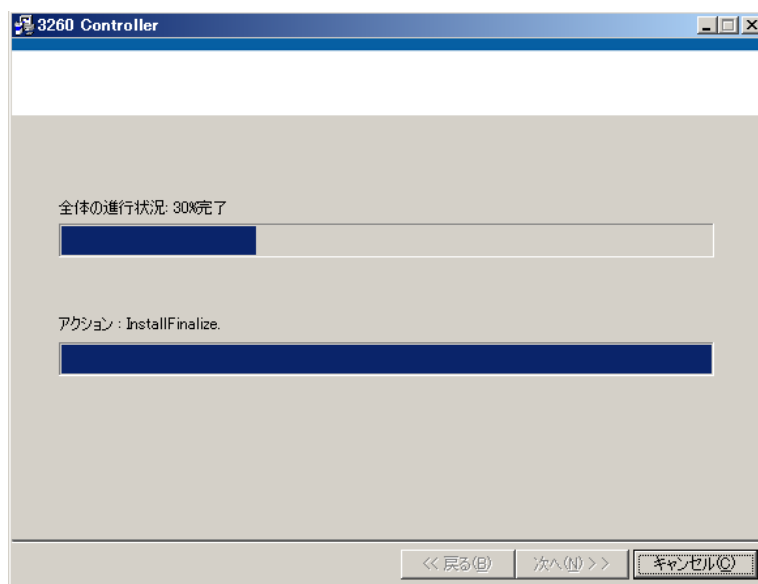 3260 Controller
全体の進行状況: 30%完了
アクション : InstallFinalize.
<< 戻る(B)
次へ(N) >>
キャンセル(C)